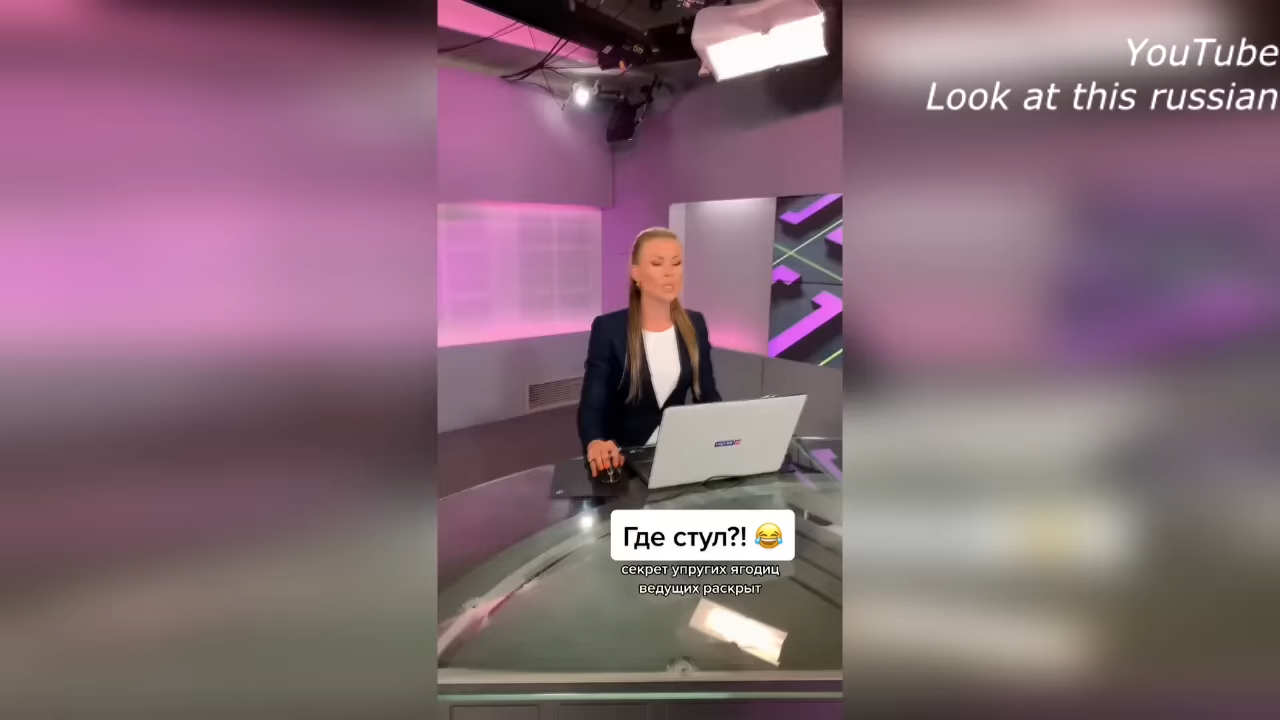 YouTube
Look at this russian
Где стул?! 😂
секрет упругих ягодиц
ведущих раскрыт